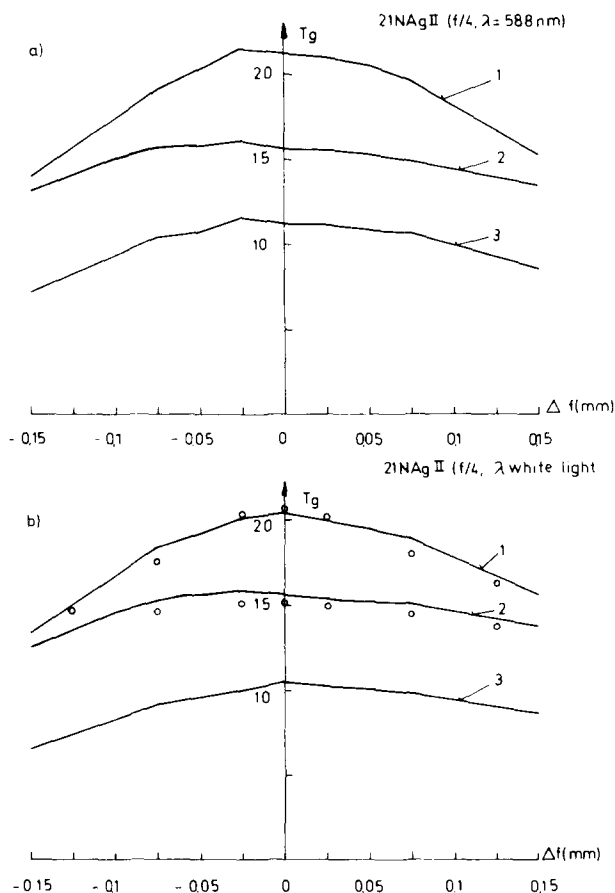 21NAgII (f/4, λ=588nm)
a)
Tg
20
1
15
2
10
3
Δ f(mm)
- 0.15 - 0.1 - 0.05 0 0.05 0.1 0.15
21NAgII (f/4, λ white light
b)
Tg
20
1
15
2
10
3
- 0.15 - 0.1 - 0.05 0 0.05 0.1 0.15 Δf(mm)